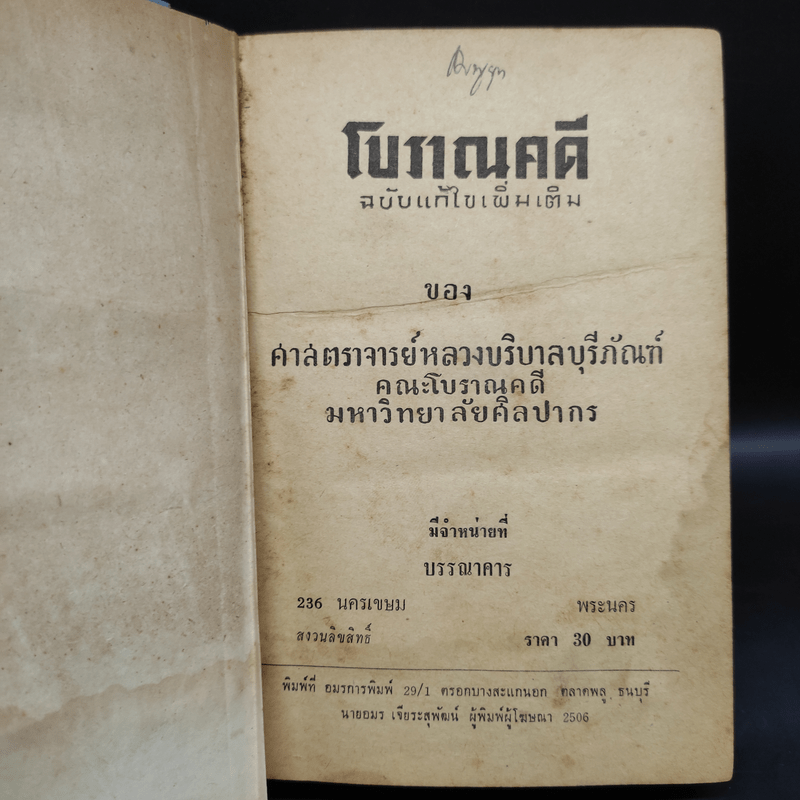 โบราณคดี
ฉบับแก้ไขเพิ่มเติม
ของ
ศาสตราจารย์หลวงบริบาลบุรีภัณฑ์
คณะโบราณคดี
มหาวิทยาลัยศิลปากร
มีจำหน่ายที่
บรรณาคาร
236 นครเขษม พระนคร
สงวนลิขสิทธิ์ ราคา 30 บาท
พิมพ์ที่ อมรการพิมพ์ 29/1 ตรอกบางสะแกนอก ตลาดพลู ธนบุรี
นายอมร เจียระสุพัฒน์ ผู้พิมพ์ผู้โฆษณา 2506